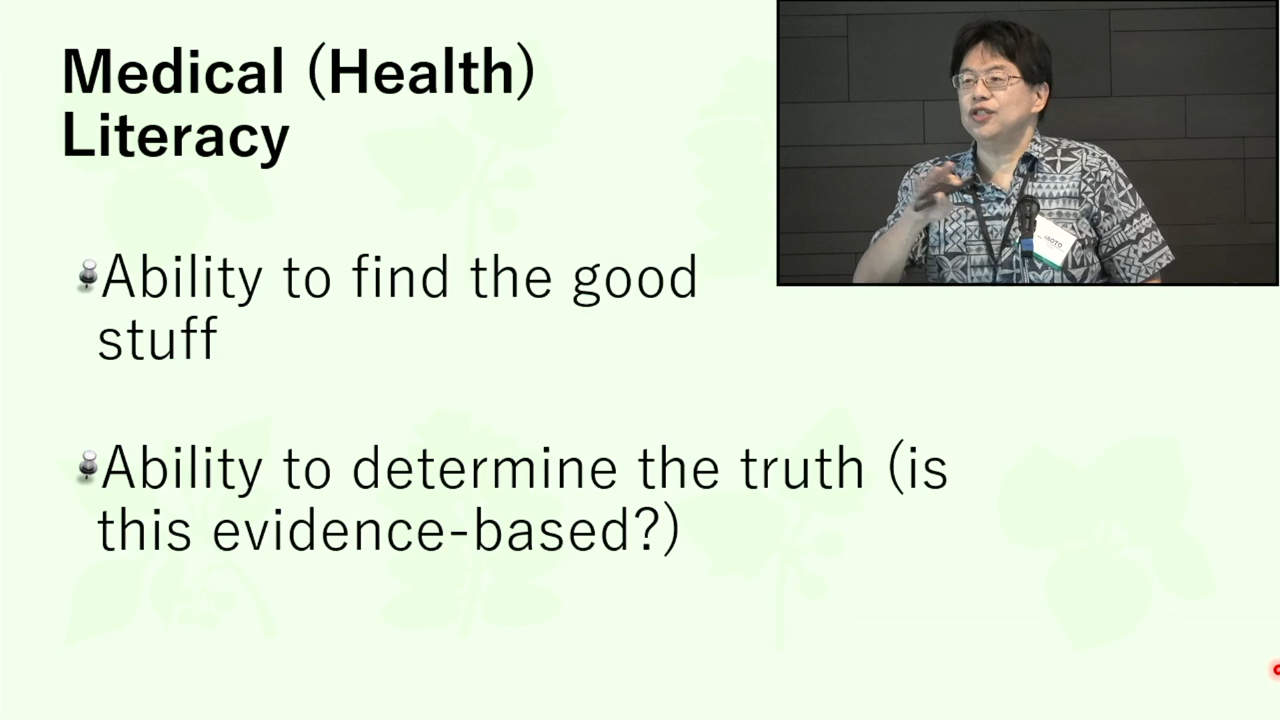 Medical (Health)
Literacy
Ability to find the good
stuff
Ability to determine the truth (is
this evidence-based?)